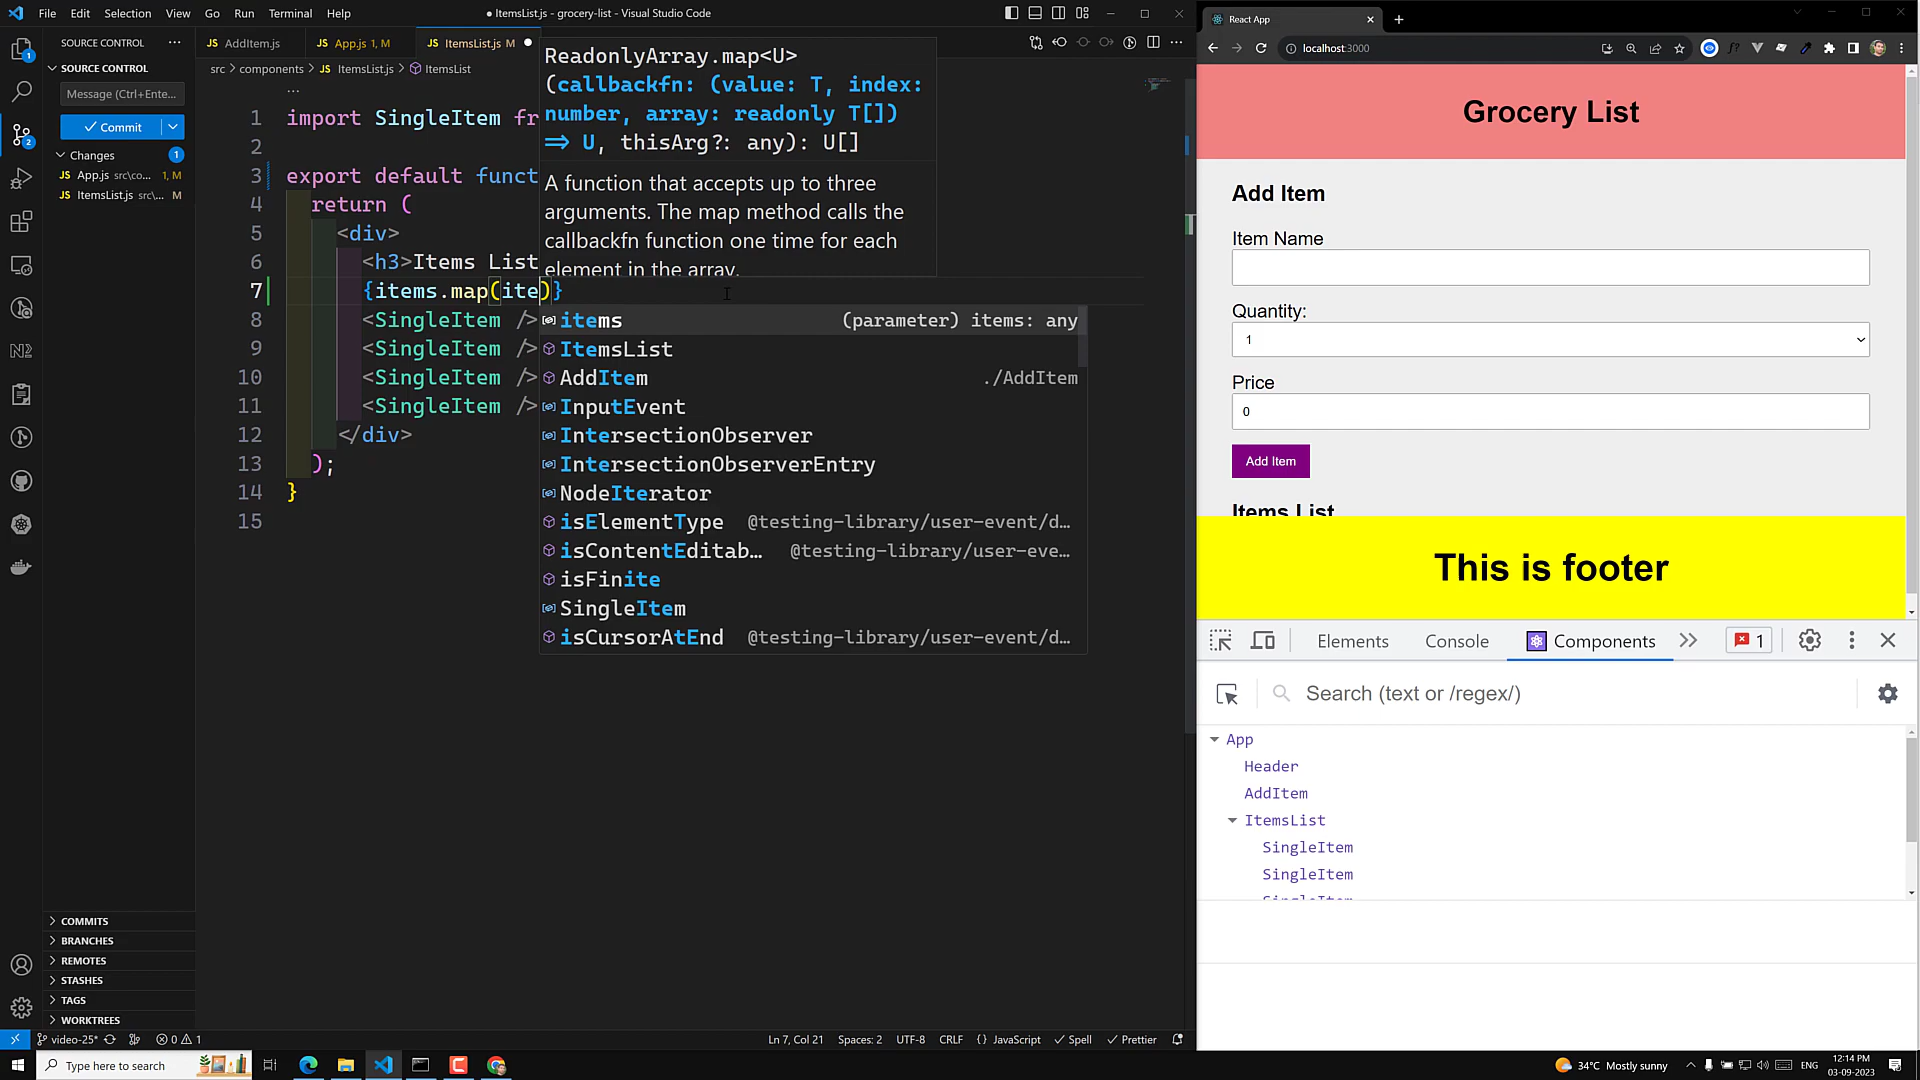 File Edit Selection View Go Run Terminal Help
● ItemsList.js - grocery-list - Visual Studio Code
SOURCE CONTROL ···
SOURCE CONTROL
Message (Ctrl+Ente...
Commit
Changes 1
JS App.js src\co... 1, M
JS ItemsList.js src\... M
COMMITS
BRANCHES
REMOTES
STASHES
TAGS
WORKTREES
JS AddItem.js
JS App.js 1, M
JS ItemsList.js M ●
src > components > JS ItemsList.js > ItemsList
...
1 import SingleItem fr
2
3 export default funct
4 return (
5 <div>
6 <h3>Items List
7 {items.map(ite)}
8 <SingleItem />
9 <SingleItem />
10 <SingleItem />
11 <SingleItem />
12 </div>
13 );
14 }
15
ReadonlyArray.map<U>
(callbackfn: (value: T, index:
number, array: readonly T[])
=> U, thisArg?: any): U[]
A function that accepts up to three
arguments. The map method calls the
callbackfn function one time for each
element in the array.
items (parameter) items: any
ItemsList
AddItem ./AddItem
InputEvent
IntersectionObserver
IntersectionObserverEntry
NodeIterator
isElementType @testing-library/user-event/d...
isContentEditab... @testing-library/user-eve...
isFinite
SingleItem
isCursorAtEnd @testing-library/user-event/d...
video-25* 0 1
Ln 7, Col 21 Spaces: 2 UTF-8 CRLF {} JavaScript Spell Prettier
React App
localhost:3000
Grocery List
Add Item
Item Name
Quantity:
1
Price
0
Add Item
Items List
This is footer
Elements Console Components >> 1
Search (text or /regex/)
App
Header
AddItem
ItemsList
SingleItem
SingleItem
SingleItem
Type here to search
34°C Mostly sunny
ENG
12:14 PM
03-09-2023